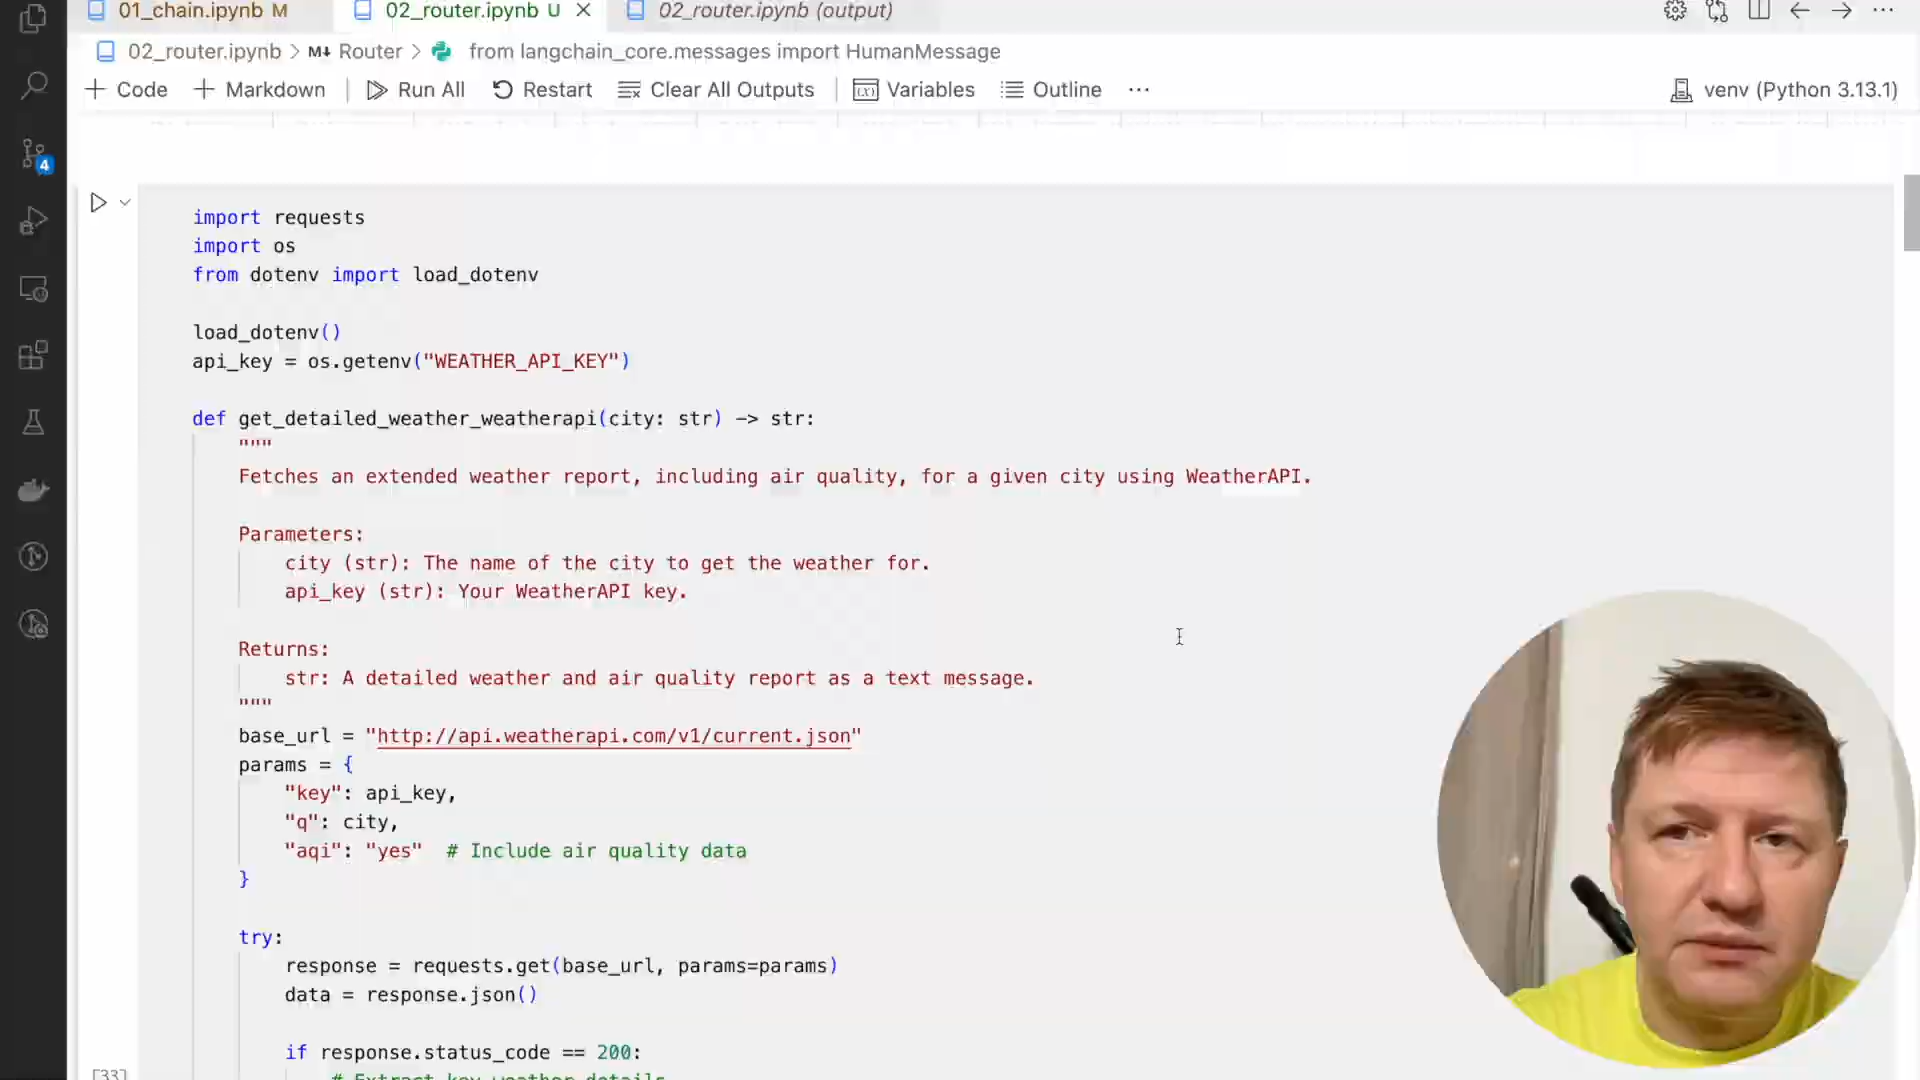 01_chain.ipynb M
02_router.ipynb U
02_router.ipynb (output)
02_router.ipynb > M↓ Router > from langchain_core.messages import HumanMessage
+ Code + Markdown Run All Restart Clear All Outputs Variables Outline ... venv (Python 3.13.1)
4
import requests
import os
from dotenv import load_dotenv
load_dotenv()
api_key = os.getenv("WEATHER_API_KEY")
def get_detailed_weather_weatherapi(city: str) -> str:
"""
Fetches an extended weather report, including air quality, for a given city using WeatherAPI.
Parameters:
city (str): The name of the city to get the weather for.
api_key (str): Your WeatherAPI key.
Returns:
str: A detailed weather and air quality report as a text message.
"""
base_url = "http://api.weatherapi.com/v1/current.json"
params = {
"key": api_key,
"q": city,
"aqi": "yes"  # Include air quality data
}
try:
response = requests.get(base_url, params=params)
data = response.json()
if response.status_code == 200:
# Extract key weather details
[33]